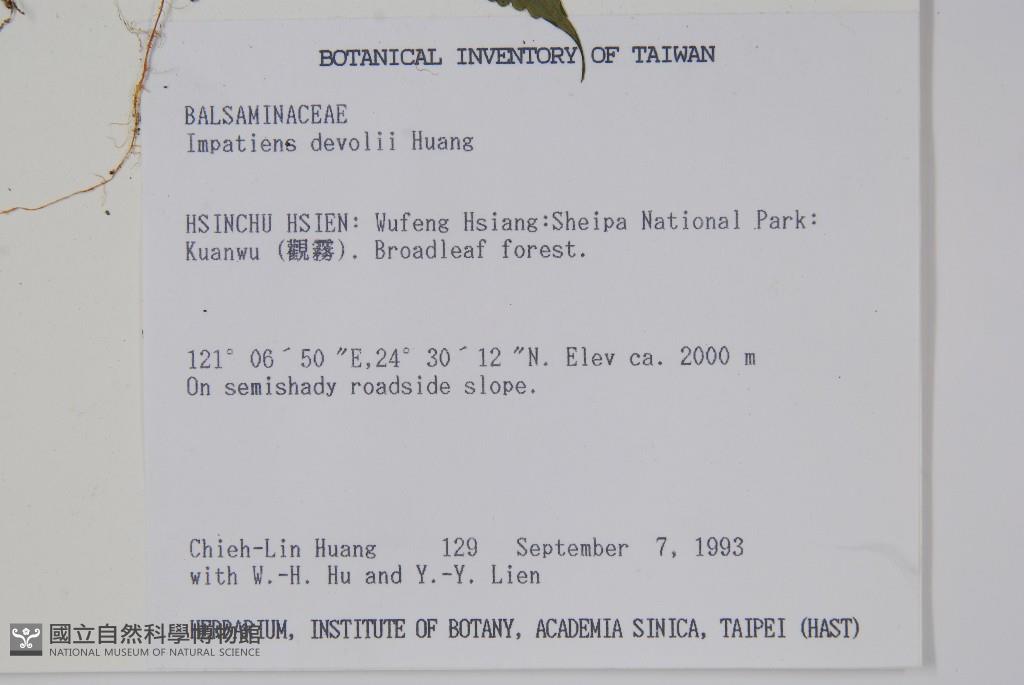 BOTANICAL INVENTORY OF TAIWAN
BALSAMINACEAE
Impatiens devolii Huang
HSINCHU HSIEN: Wufeng Hsiang:Sheipa National Park:
Kuanwu (觀霧). Broadleaf forest.
121° 06´50 ″E,24° 30´12 ″N. Elev ca. 2000 m
On semishady roadside slope.
Chieh-Lin Huang 129 September 7, 1993
with W.-H. Hu and Y.-Y. Lien
HERBARIUM, INSTITUTE OF BOTANY, ACADEMIA SINICA, TAIPEI (HAST)
國立自然科學博物館
NATIONAL MUSEUM OF NATURAL SCIENCE